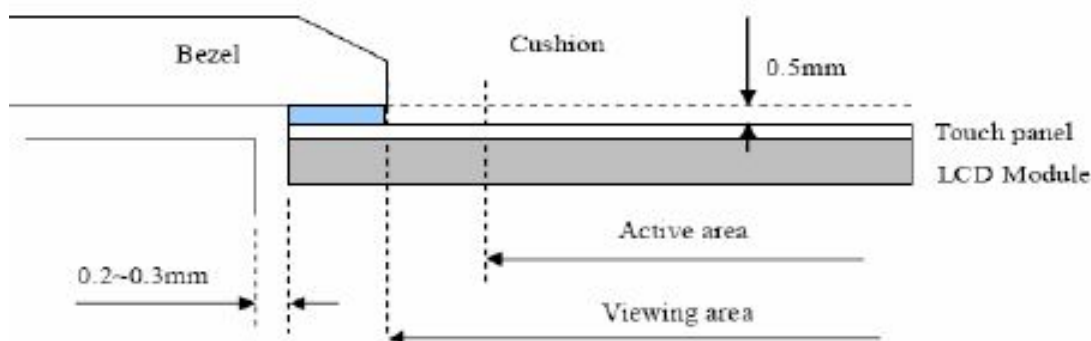 Bezel
Cushion
0.5mm
Touch panel
LCD Module
Active area
0.2~0.3mm
Viewing area